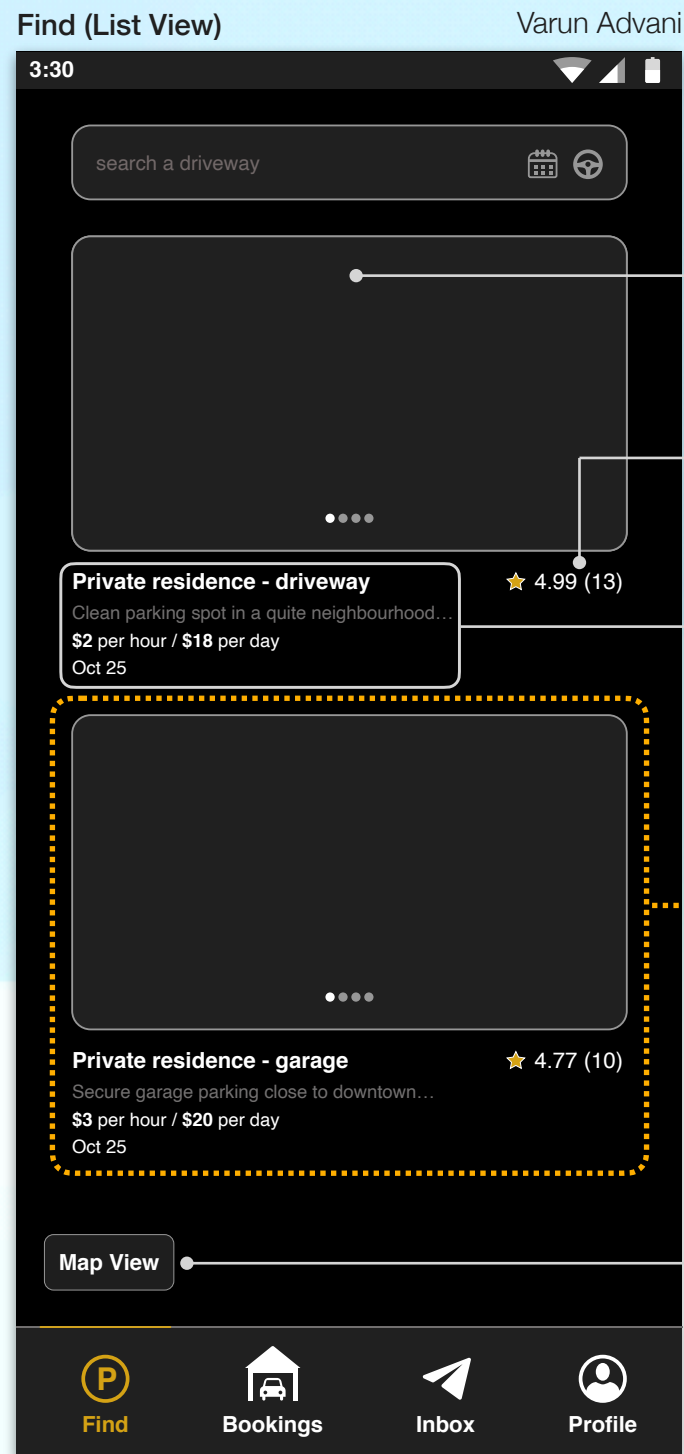 Find (List View)
Varun Advani
3:30
search a driveway
Private residence - driveway
4.99 (13)
Clean parking spot in a quite neighbourhood...
$2 per hour / $18 per day
Oct 25
Private residence - garage
4.77 (10)
Secure garage parking close to downtown...
$3 per hour / $20 per day
Oct 25
Map View
P
Find
Bookings
Inbox
Profile